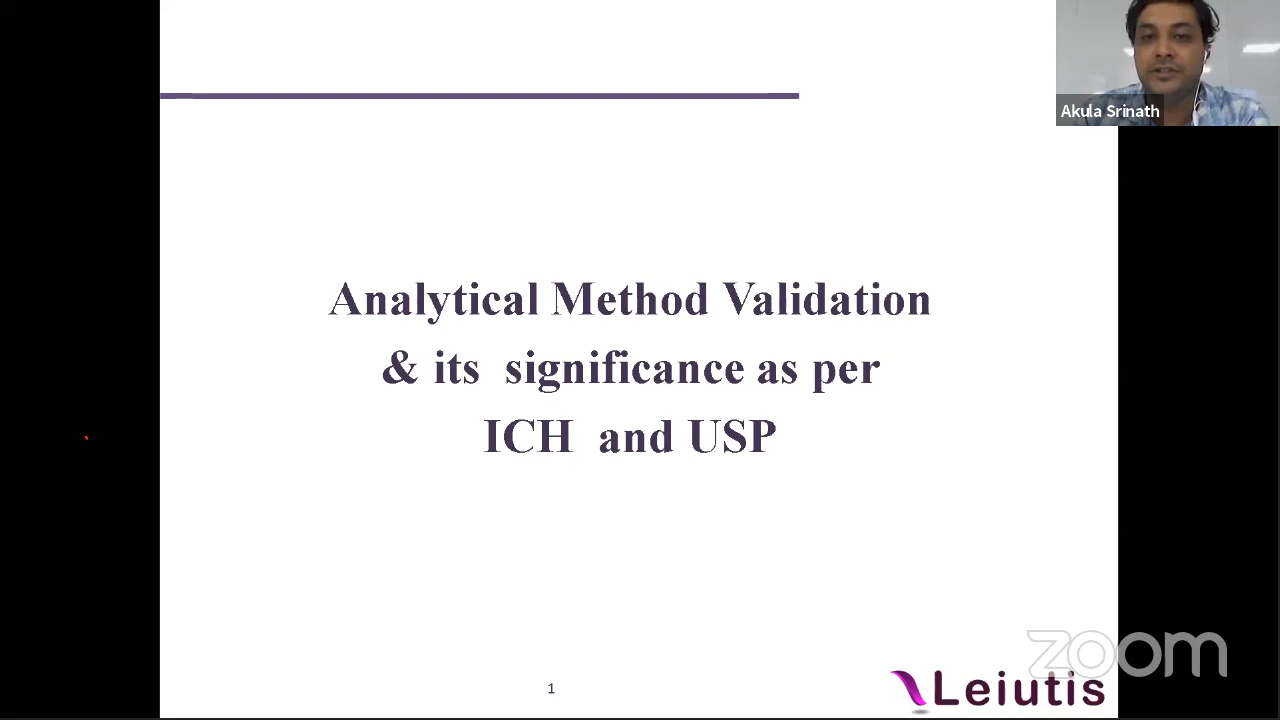 Akula Srinath
Analytical Method Validation
& its significance as per
ICH and USP
zoom
1
Leiutis